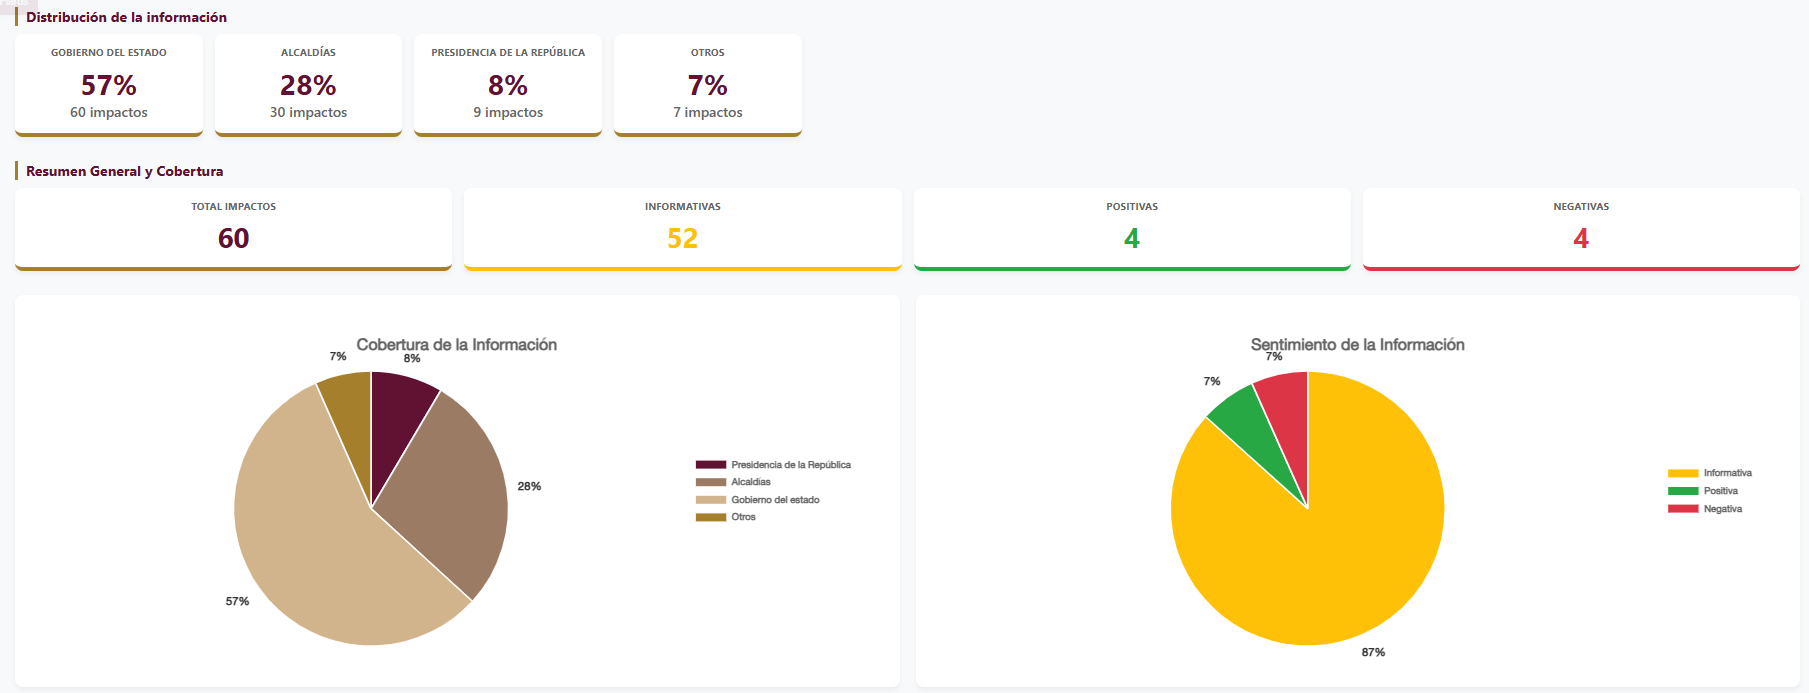 Distribución de la información
GOBIERNO DEL ESTADO
57%
60 impactos
ALCALDÍAS
28%
30 impactos
PRESIDENCIA DE LA REPÚBLICA
8%
9 impactos
OTROS
7%
7 impactos
Resumen General y Cobertura
TOTAL IMPACTOS
60
INFORMATIVAS
52
POSITIVAS
4
NEGATIVAS
4
Cobertura de la Información
7%
8%
28%
57%
Presidencia de la República
Alcaldías
Gobierno del estado
Otros
Sentimiento de la Información
7%
7%
87%
Informativa
Positiva
Negativa